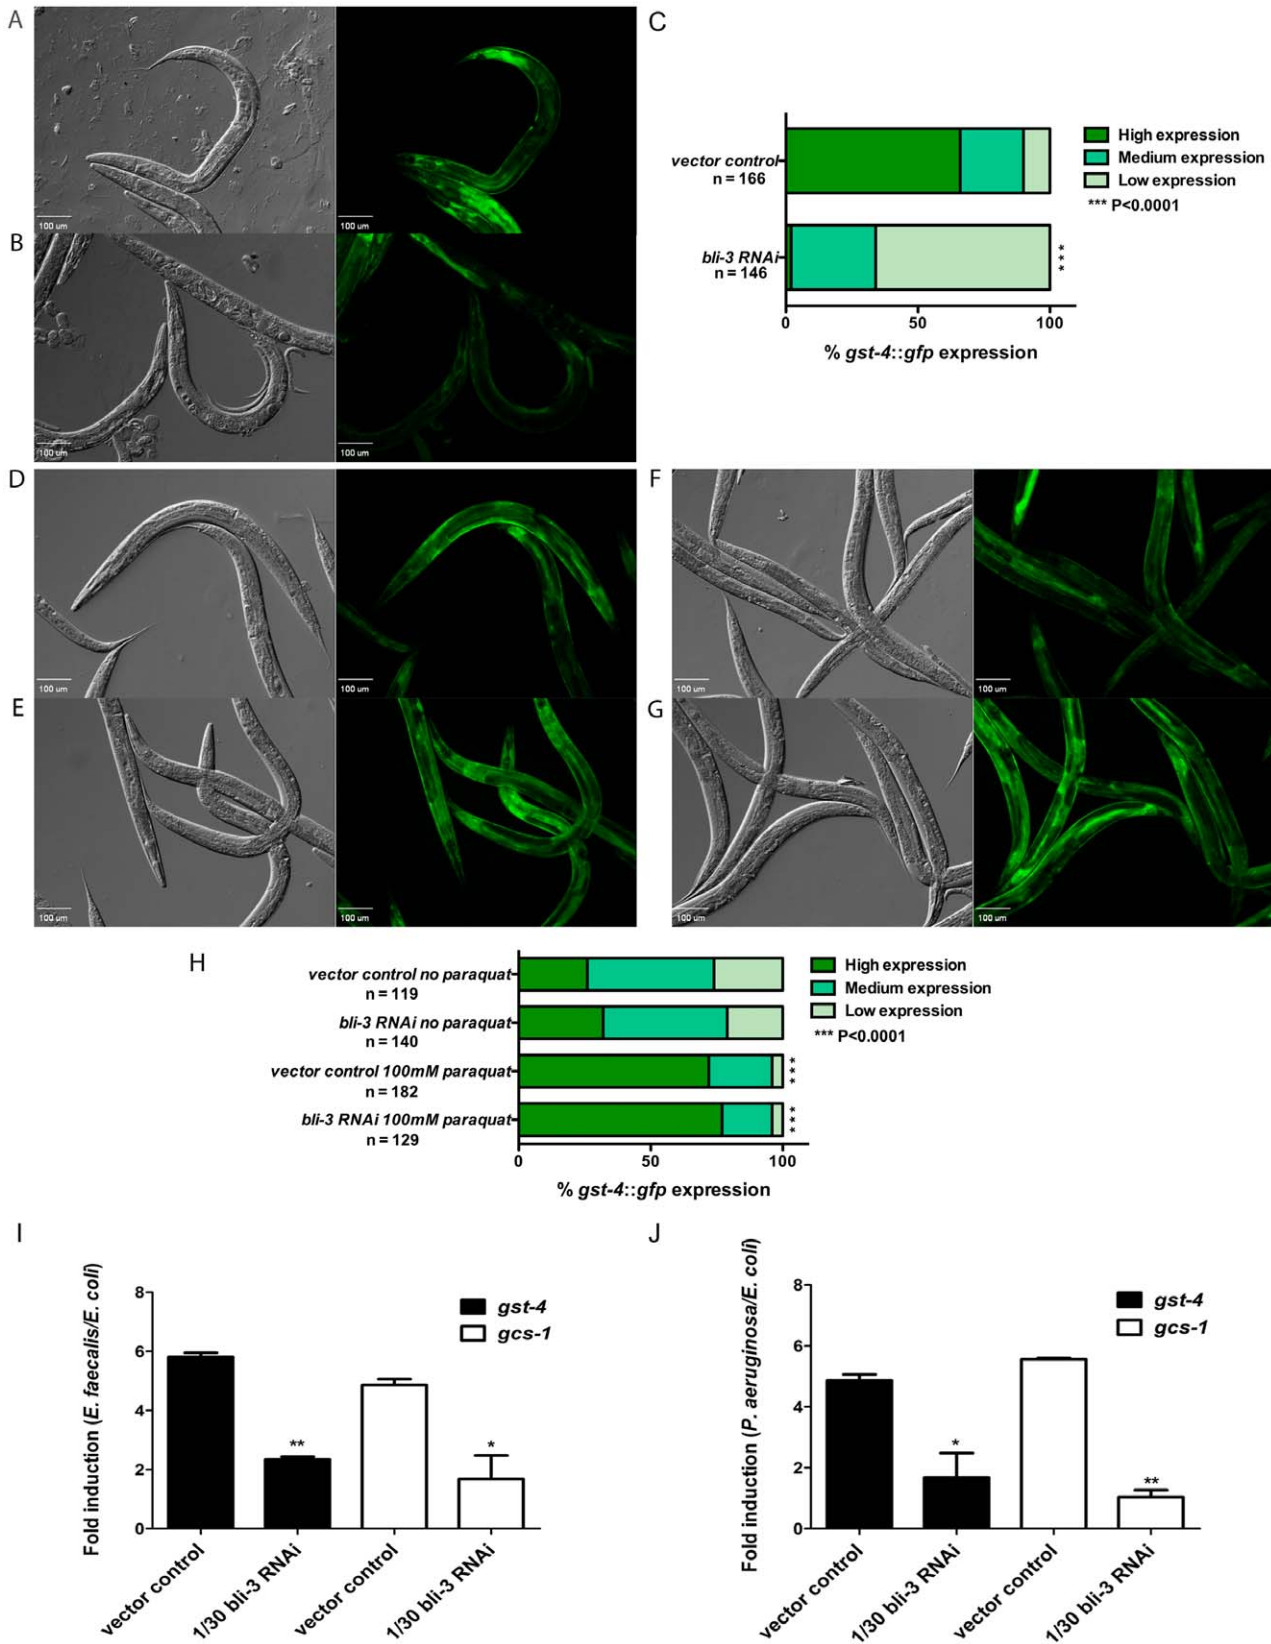 A
100 um
100 um
B
100 um
100 um
C
vector control
n = 166
bli-3 RNAi
n = 146
High expression
Medium expression
Low expression
*** P<0.0001
***
0 50 100
% gst-4::gfp expression
D
100 um
100 um
E
100 um
100 um
F
100 um
100 um
G
100 um
100 um
H
vector control no paraquat
n = 119
bli-3 RNAi no paraquat
n = 140
vector control 100mM paraquat
n = 182
bli-3 RNAi 100mM paraquat
n = 129
***
***
High expression
Medium expression
Low expression
*** P<0.0001
0 50 100
% gst-4::gfp expression
I
Fold induction (E. faecalis/E. coli)
8
6
4
2
0
gst-4
gcs-1
**
*
vector control
1/30 bli-3 RNAi
vector control
1/30 bli-3 RNAi
J
Fold induction (P. aeruginosa/E. coli)
8
6
4
2
0
gst-4
gcs-1
*
**
vector control
1/30 bli-3 RNAi
vector control
1/30 bli-3 RNAi